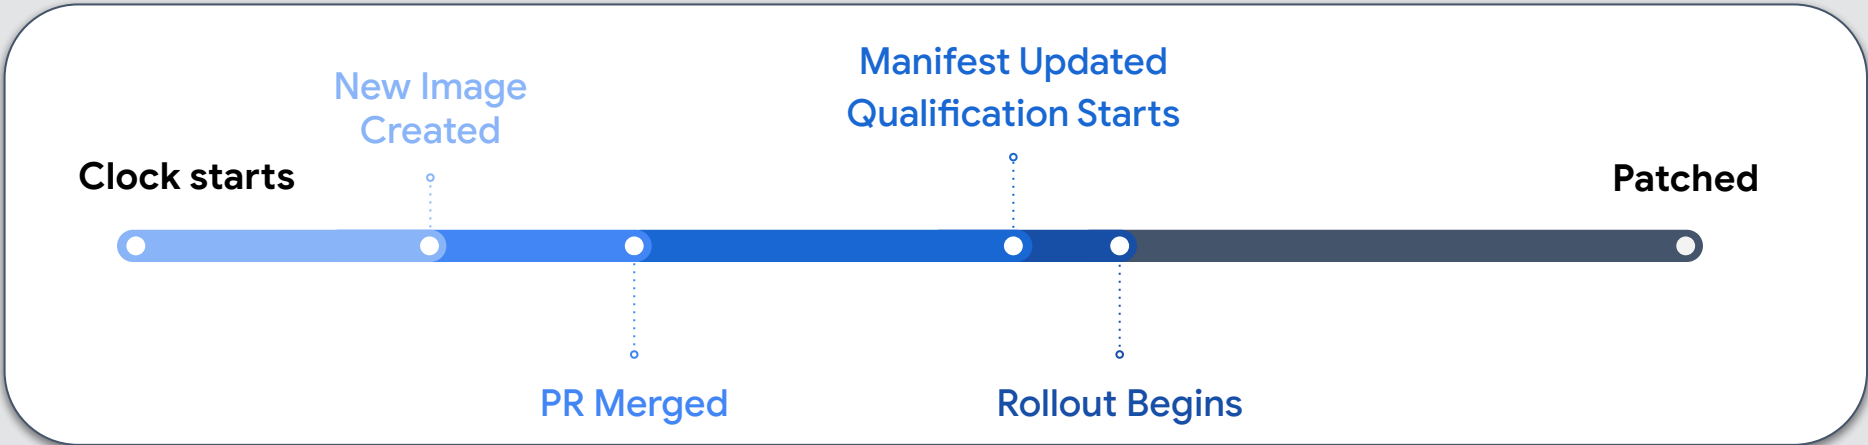 Clock starts
New Image
Created
PR Merged
Manifest Updated
Qualification Starts
Rollout Begins
Patched